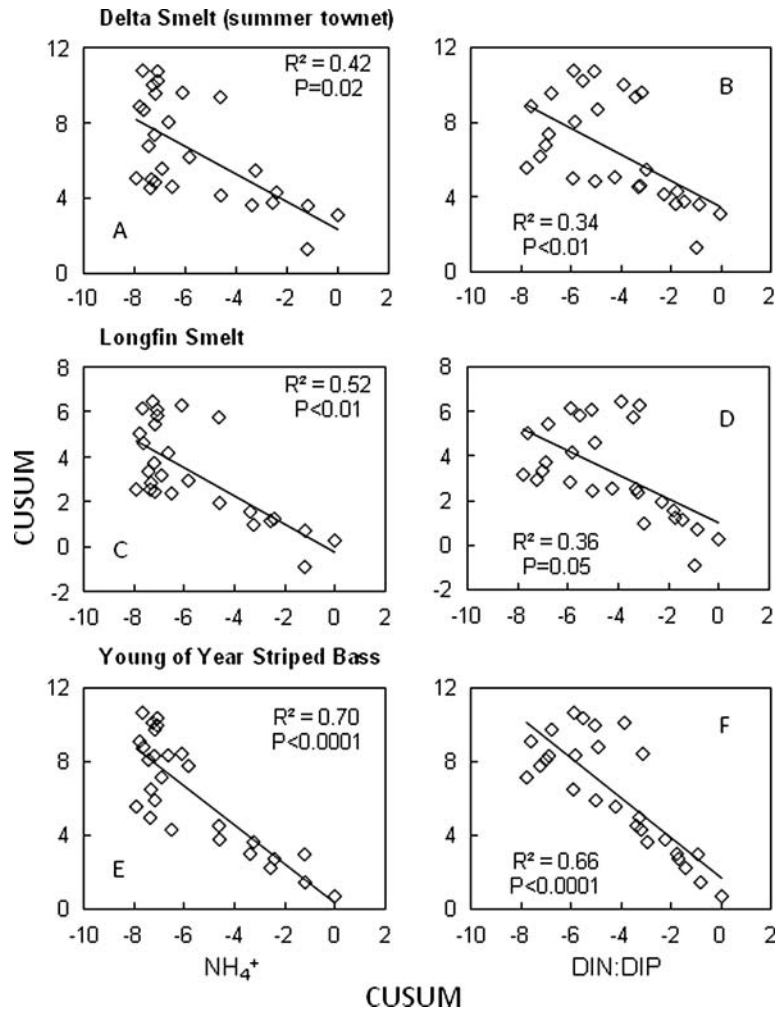 Delta Smelt (summer townet)
12
8
4
0
R² = 0.42
P=0.02
A
-10 -8 -6 -4 -2 0 2
12
8
4
0
B
R² = 0.34
P<0.01
-10 -8 -6 -4 -2 0 2
Longfin Smelt
8
6
4
2
0
-2
R² = 0.52
P<0.01
C
-10 -8 -6 -4 -2 0 2
8
6
4
2
0
-2
D
R² = 0.36
P=0.05
-10 -8 -6 -4 -2 0 2
CUSUM
Young of Year Striped Bass
12
8
4
0
R² = 0.70
P<0.0001
E
-10 -8 -6 -4 -2 0 2
NH₄⁺
12
8
4
0
F
R² = 0.66
P<0.0001
-10 -8 -6 -4 -2 0 2
DIN:DIP
CUSUM